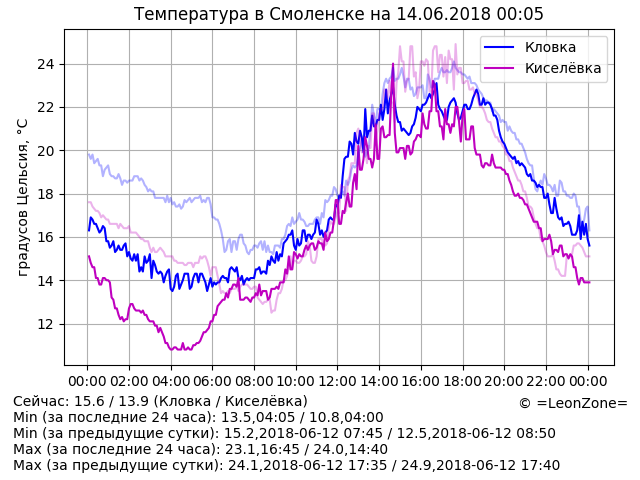 Температура в Смоленске на 14.06.2018 00:05
Кловка
Киселёвка
градусов Цельсия, °C
24
22
20
18
16
14
12
00:00 02:00 04:00 06:00 08:00 10:00 12:00 14:00 16:00 18:00 20:00 22:00 00:00
Сейчас: 15.6 / 13.9 (Кловка / Киселёвка)
© =LeonZone=
Min (за последние 24 часа): 13.5,04:05 / 10.8,04:00
Min (за предыдущие сутки): 15.2,2018-06-12 07:45 / 12.5,2018-06-12 08:50
Max (за последние 24 часа): 23.1,16:45 / 24.0,14:40
Max (за предыдущие сутки): 24.1,2018-06-12 17:35 / 24.9,2018-06-12 17:40